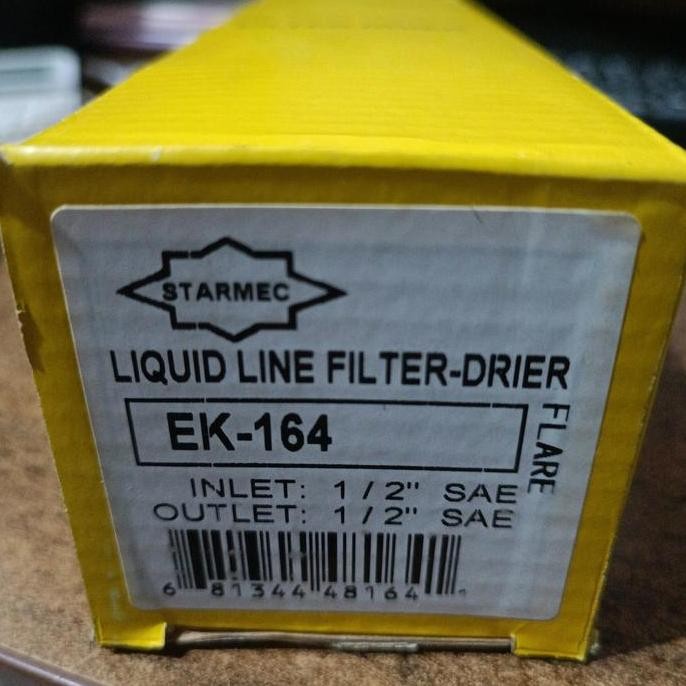 STARMEC
LIQUID LINE FILTER-DRIER
EK-164
FLARE
INLET: 1/2" SAE
OUTLET: 1/2" SAE
6 81344 48164 1